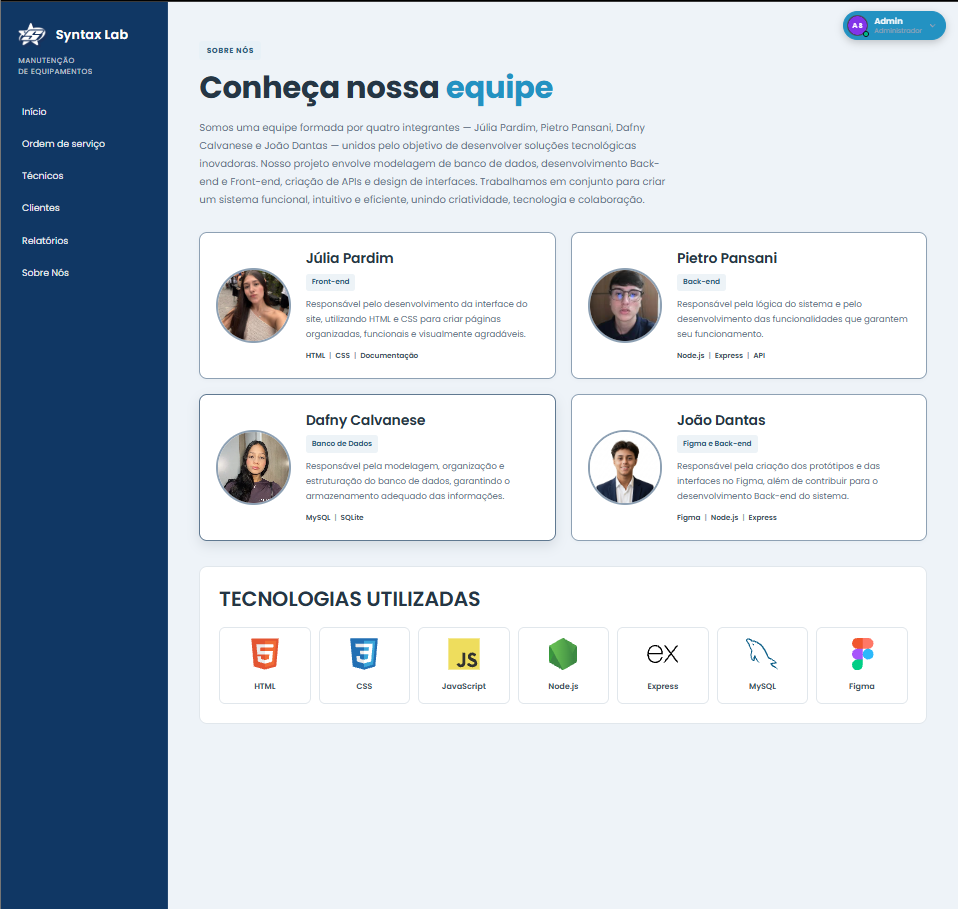 Syntax Lab
MANUTENÇÃO
DE EQUIPAMENTOS
Início
Ordem de serviço
Técnicos
Clientes
Relatórios
Sobre Nós
AS
Admin
Administrador
SOBRE NÓS
Conheça nossa equipe
Somos uma equipe formada por quatro integrantes — Júlia Pardim, Pietro Pansani, Dafny
Calvanese e João Dantas — unidos pelo objetivo de desenvolver soluções tecnológicas
inovadoras. Nosso projeto envolve modelagem de banco de dados, desenvolvimento Back-
end e Front-end, criação de APIs e design de interfaces. Trabalhamos em conjunto para criar
um sistema funcional, intuitivo e eficiente, unindo criatividade, tecnologia e colaboração.
Júlia Pardim
Front-end
Responsável pelo desenvolvimento da interface do
site, utilizando HTML e CSS para criar páginas
organizadas, funcionais e visualmente agradáveis.
HTML | CSS | Documentação
Pietro Pansani
Back-end
Responsável pela lógica do sistema e pelo
desenvolvimento das funcionalidades que garantem
seu funcionamento.
Node.js | Express | API
Dafny Calvanese
Banco de Dados
Responsável pela modelagem, organização e
estruturação do banco de dados, garantindo o
armazenamento adequado das informações.
MySQL | SQLite
João Dantas
Figma e Back-end
Responsável pela criação dos protótipos e das
interfaces no Figma, além de contribuir para o
desenvolvimento Back-end do sistema.
Figma | Node.js | Express
TECNOLOGIAS UTILIZADAS
5
HTML
3
CSS
JS
JavaScript
Node.js
ex
Express
MySQL
Figma